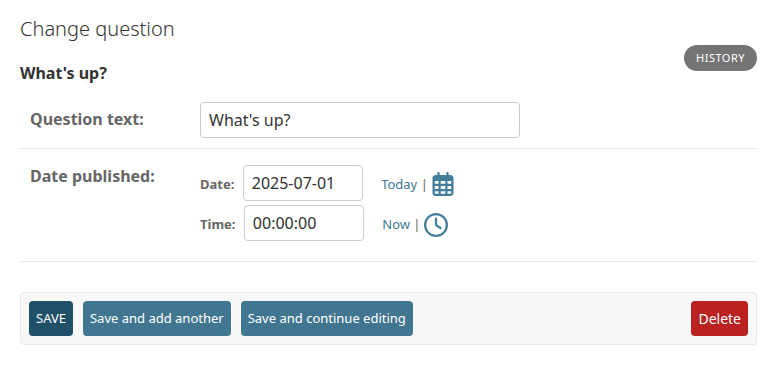 Change question
HISTORY
What's up?
Question text: What's up?
Date published: Date: 2025-07-01 Today |
Time: 00:00:00 Now |
SAVE Save and add another Save and continue editing Delete